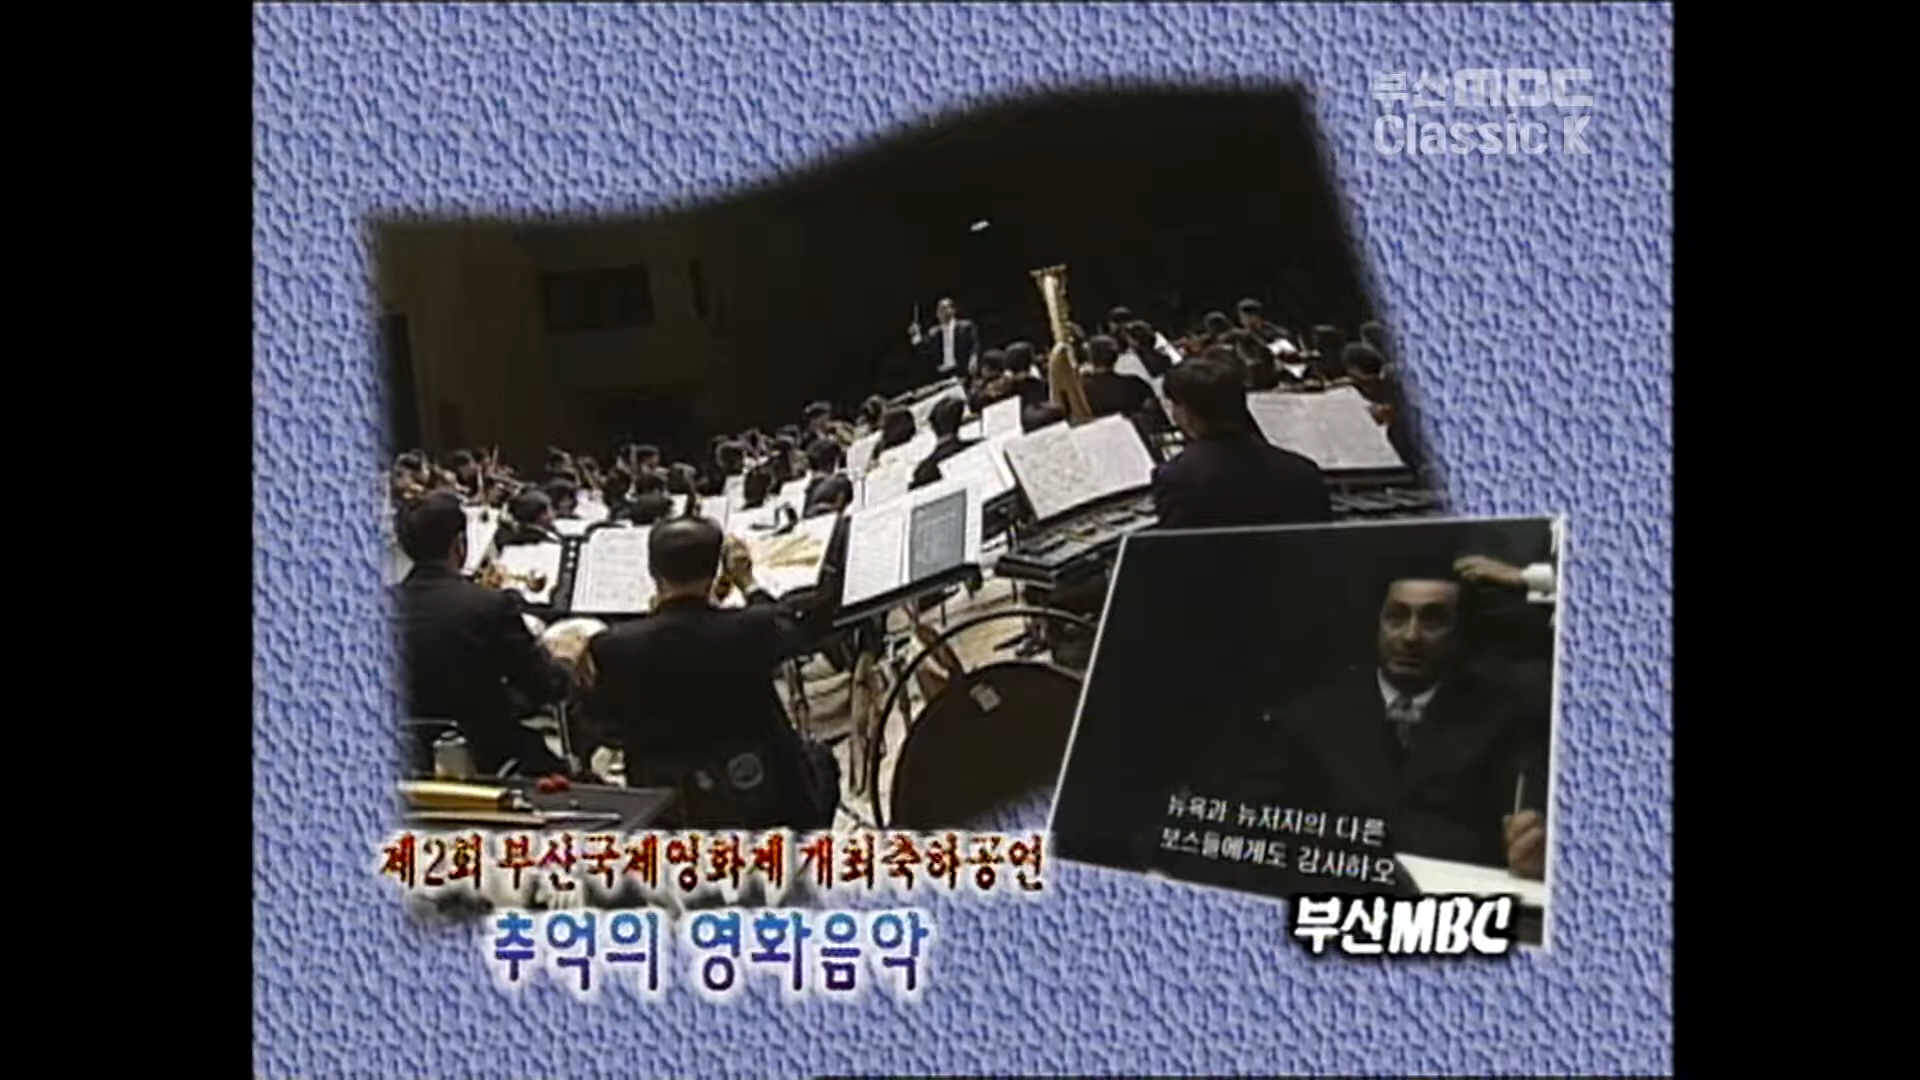 부산MBC
Classic K
뉴욕과 뉴저지의 다른
보스들에게도 감사하오
제2회 부산국제영화제 개최축하공연
추억의 영화음악
부산MBC